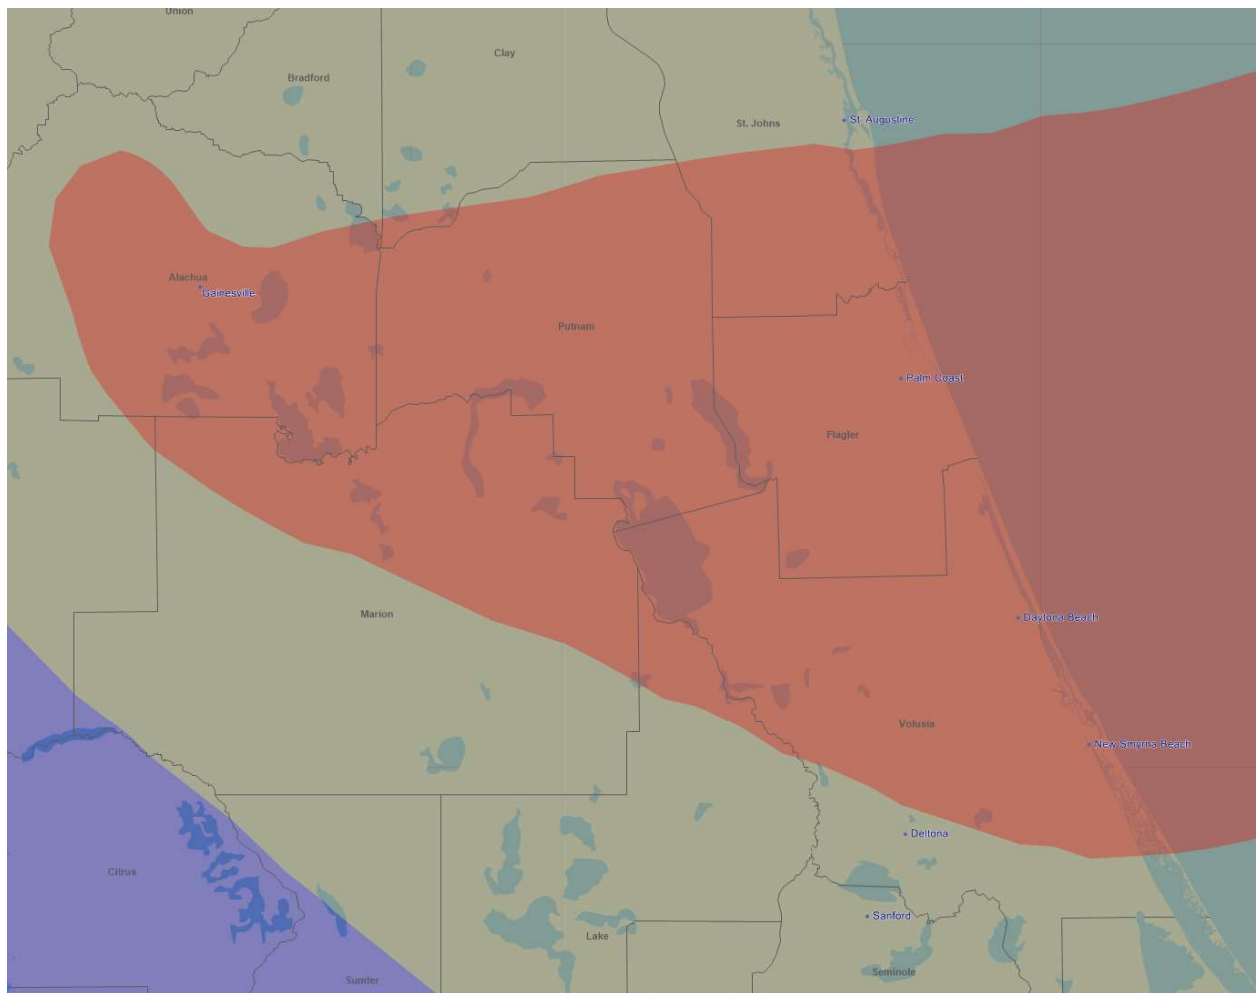 Union
Clay
Bradford
St. Johns
St. Augustine
Alachua
Gainesville
Putnam
Palm Coast
Flagler
Marion
Daytona Beach
Volusia
New Smyrna Beach
Deltona
Citrus
Sanford
Lake
Seminole
Sumter